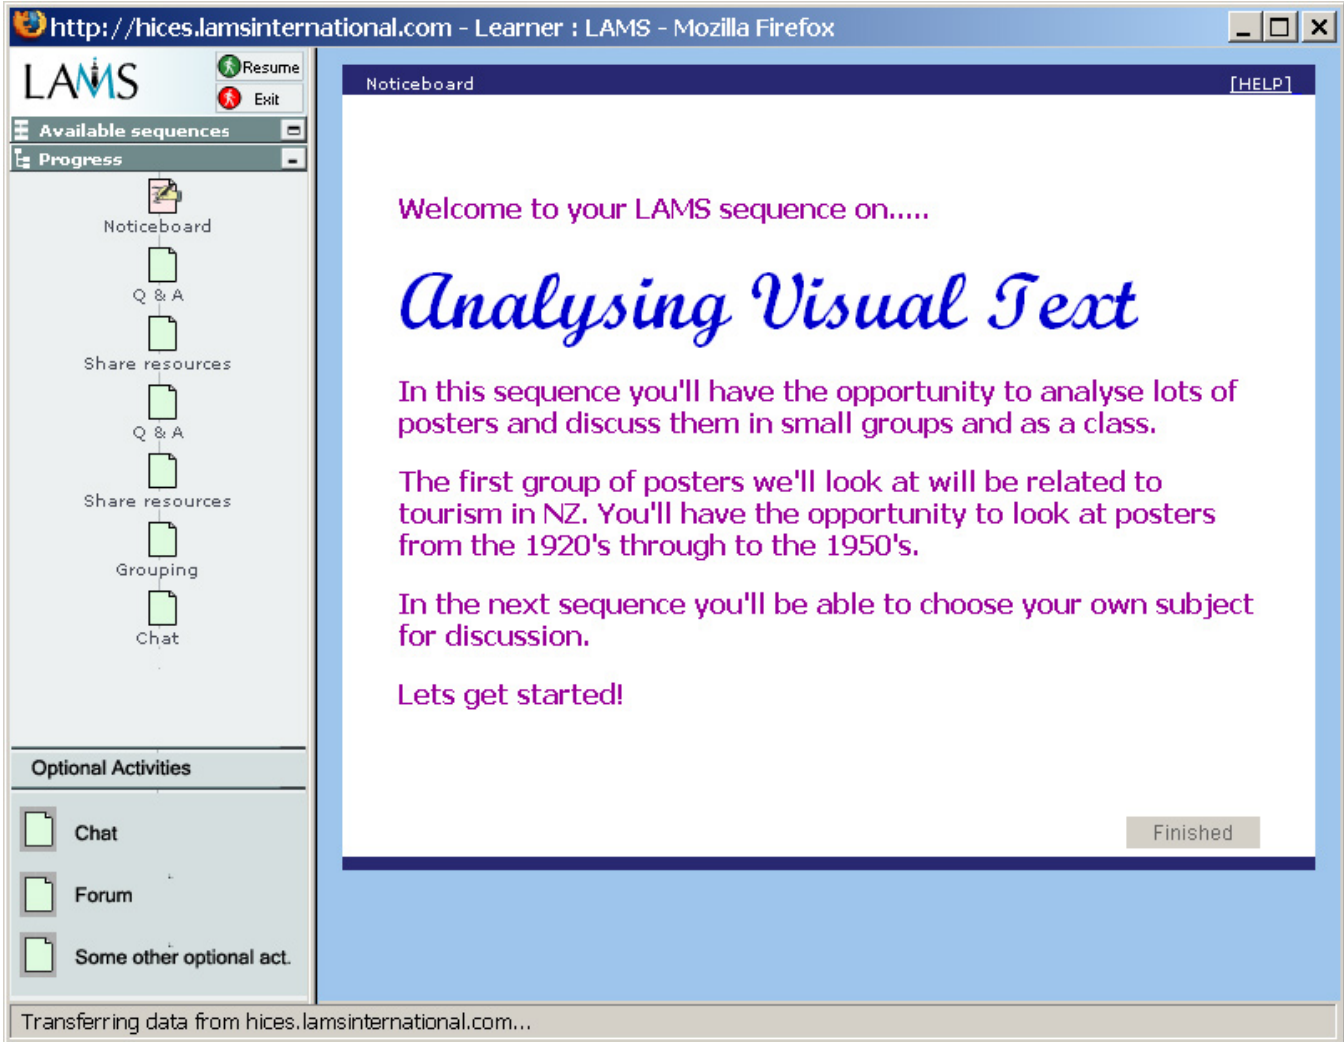 http://hices.lamsinternational.com - Learner : LAMS - Mozilla Firefox
LAMS
Resume
Exit
Available sequences
Progress
Noticeboard
Q & A
Share resources
Q & A
Share resources
Grouping
Chat
Optional Activities
Chat
Forum
Some other optional act.
Noticeboard [HELP]
Welcome to your LAMS sequence on.....
Analysing Visual Text
In this sequence you'll have the opportunity to analyse lots of
posters and discuss them in small groups and as a class.
The first group of posters we'll look at will be related to
tourism in NZ. You'll have the opportunity to look at posters
from the 1920's through to the 1950's.
In the next sequence you'll be able to choose your own subject
for discussion.
Lets get started!
Finished
Transferring data from hices.lamsinternational.com...